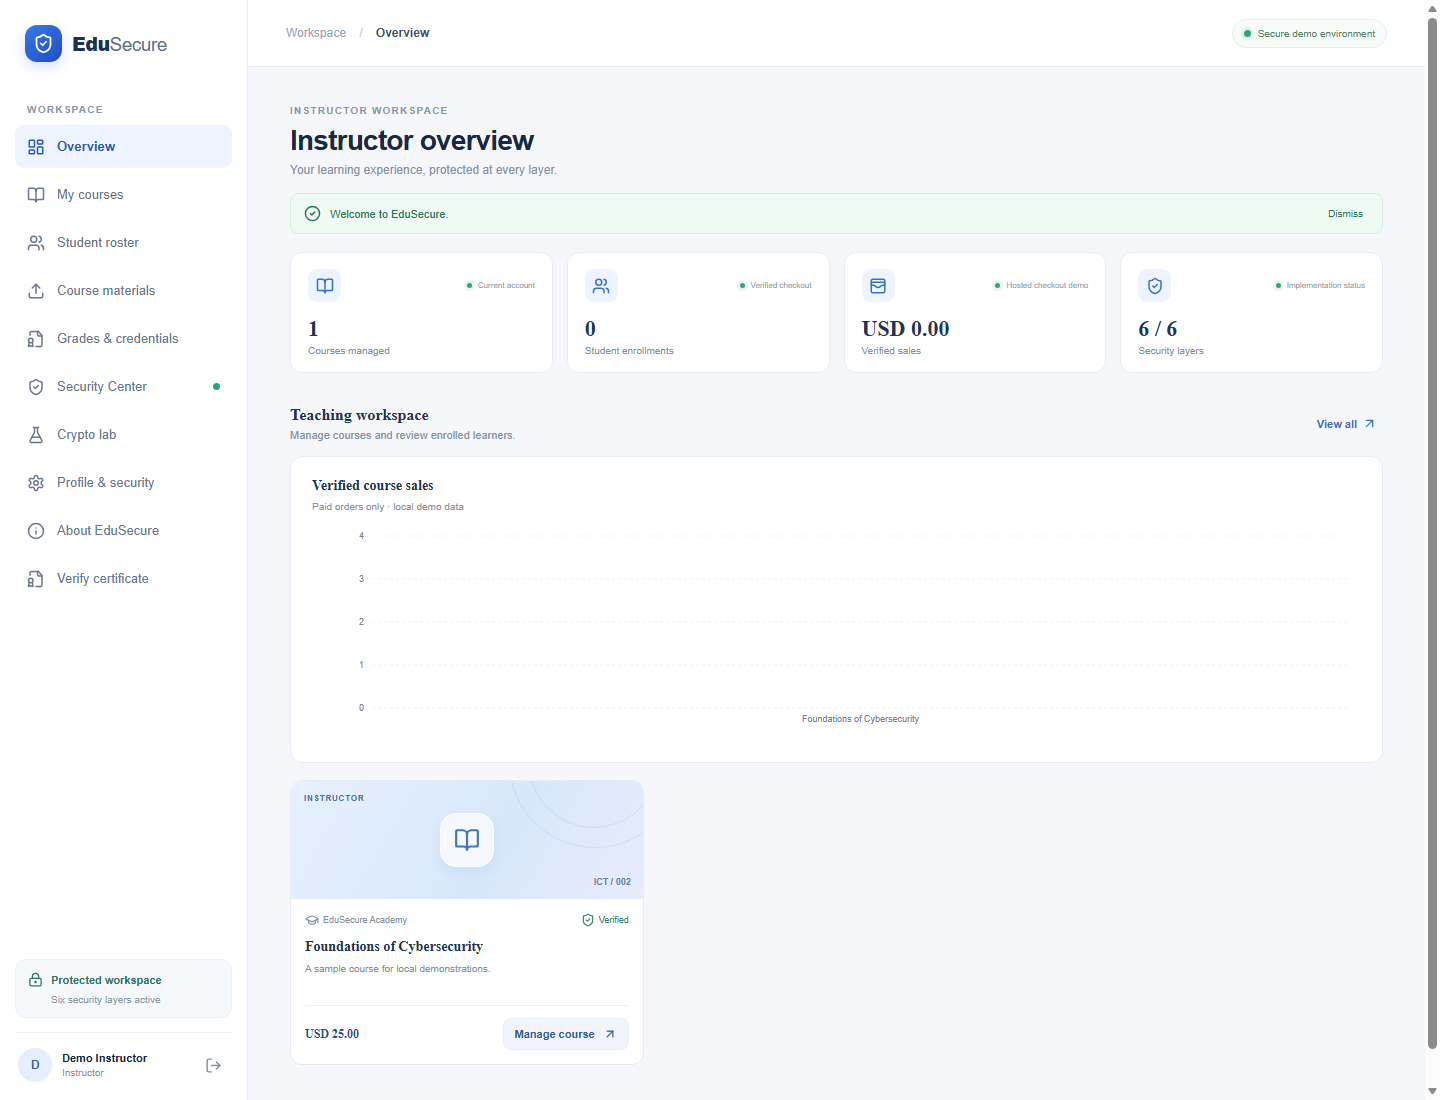 EduSecure
WORKSPACE
Overview
My courses
Student roster
Course materials
Grades & credentials
Security Center
Crypto lab
Profile & security
About EduSecure
Verify certificate
Protected workspace
Six security layers active
D
Demo Instructor
Instructor
Workspace / Overview
Secure demo environment
INSTRUCTOR WORKSPACE
Instructor overview
Your learning experience, protected at every layer.
Welcome to EduSecure.
Dismiss
Current account
1
Courses managed
Verified checkout
0
Student enrollments
Hosted checkout demo
USD 0.00
Verified sales
Implementation status
6 / 6
Security layers
Teaching workspace
Manage courses and review enrolled learners.
View all
Verified course sales
Paid orders only · local demo data
4
3
2
1
0
Foundations of Cybersecurity
INSTRUCTOR
ICT / 002
EduSecure Academy
Verified
Foundations of Cybersecurity
A sample course for local demonstrations.
USD 25.00
Manage course